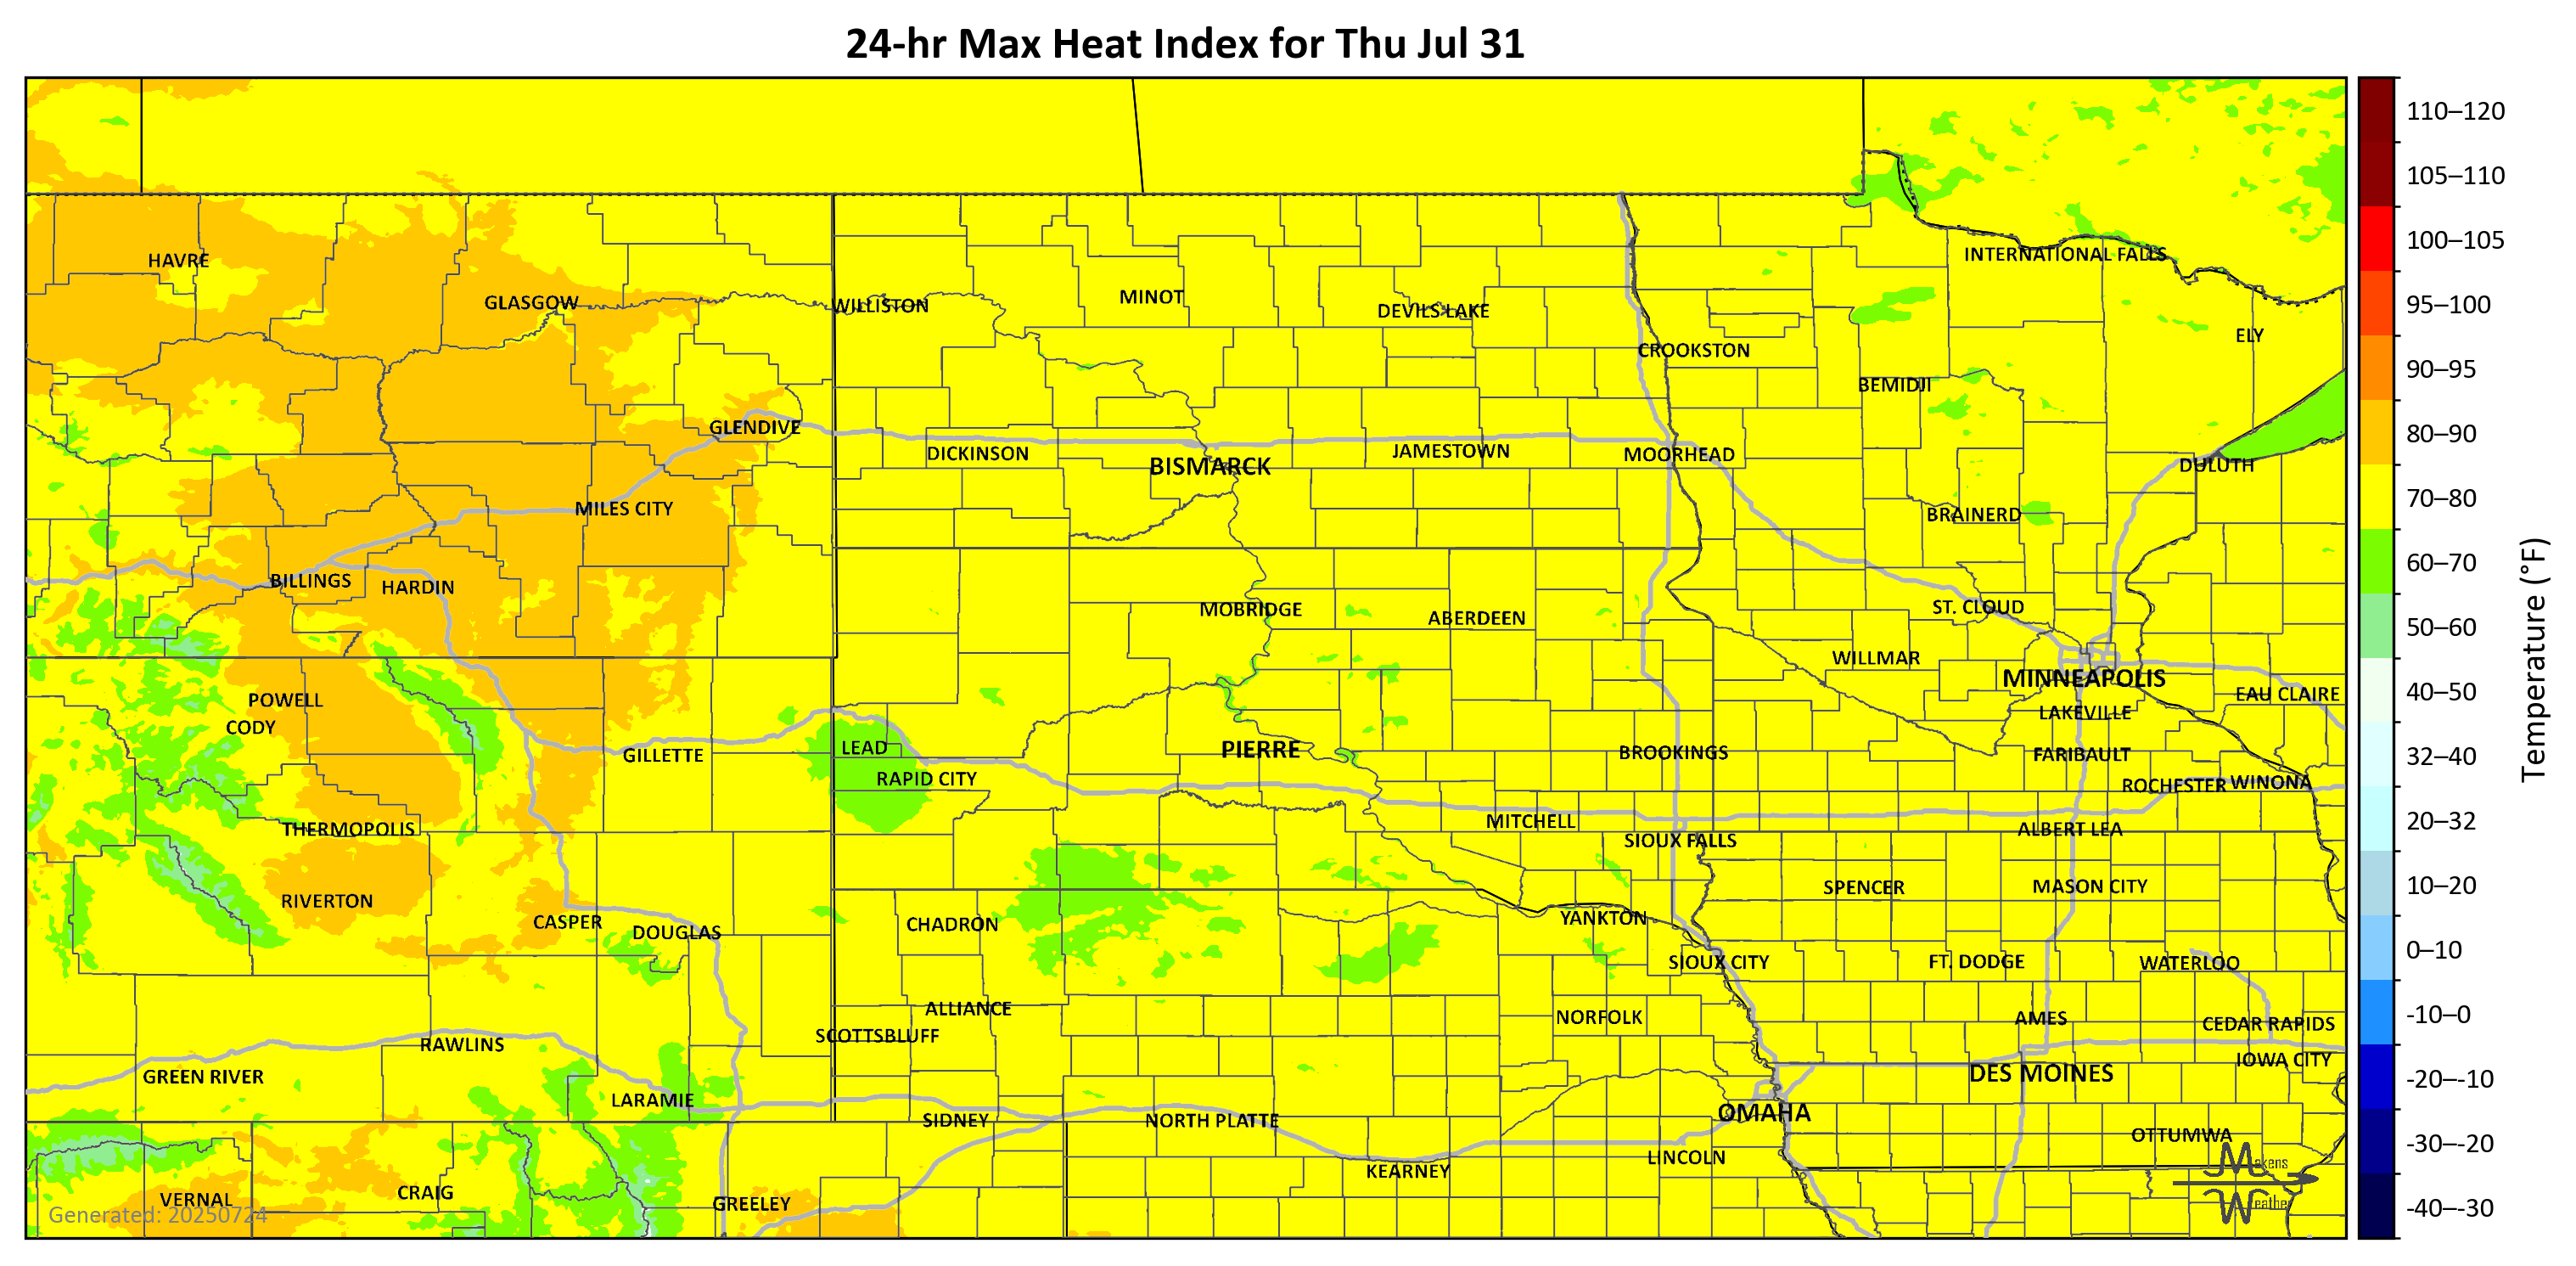 24-hr Max Heat Index for Thu Jul 31
110–120
105–110
100–105
95–100
90–95
80–90
70–80
60–70
50–60
40–50
32–40
20–32
10–20
0–10
-10–0
-20–-10
-30–-20
-40–-30
Temperature (°F)
HAVRE
GLASGOW
WILLISTON
MINOT
DEVILS LAKE
INTERNATIONAL FALLS
ELY
CROOKSTON
BEMIDJI
GLENDIVE
DICKINSON
BISMARCK
JAMESTOWN
MOORHEAD
DULUTH
MILES CITY
BRAINERD
BILLINGS
HARDIN
MOBRIDGE
ABERDEEN
ST. CLOUD
WILLMAR
MINNEAPOLIS
EAU CLAIRE
POWELL
CODY
LAKEVILLE
GILLETTE
LEAD
PIERRE
BROOKINGS
FARIBAULT
RAPID CITY
ROCHESTER
WINONA
THERMOPOLIS
MITCHELL
SIOUX FALLS
ALBERT LEA
RIVERTON
SPENCER
MASON CITY
CASPER
DOUGLAS
CHADRON
YANKTON
SIOUX CITY
FT. DODGE
WATERLOO
ALLIANCE
NORFOLK
AMES
CEDAR RAPIDS
SCOTTSBLUFF
RAWLINS
IOWA CITY
GREEN RIVER
DES MOINES
LARAMIE
SIDNEY
NORTH PLATTE
OMAHA
OTTUMWA
LINCOLN
KEARNEY
VERNAL
CRAIG
GREELEY
Generated: 20250724
Makens
Weather